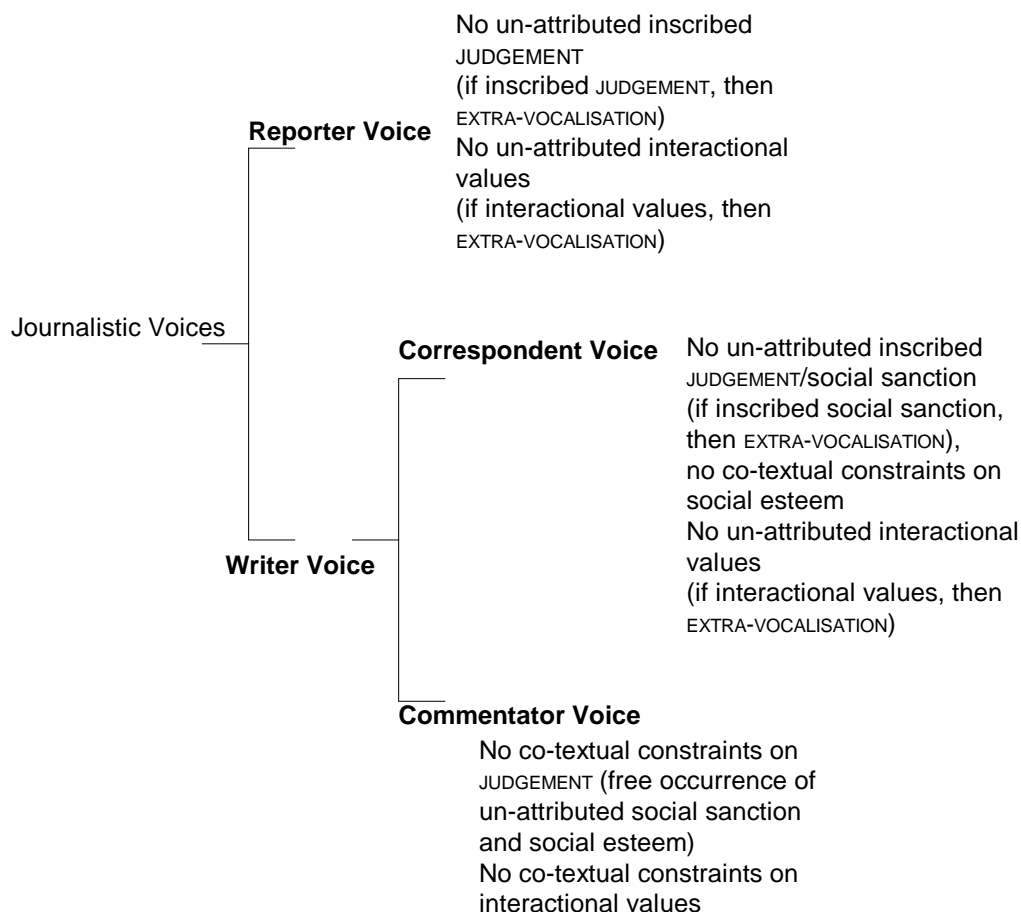 No un-attributed inscribed
JUDGEMENT
(if inscribed JUDGEMENT, then
EXTRA-VOCALISATION)
Reporter Voice
No un-attributed interactional
values
(if interactional values, then
EXTRA-VOCALISATION)
Journalistic Voices
Correspondent Voice
No un-attributed inscribed
JUDGEMENT/social sanction
(if inscribed social sanction,
then EXTRA-VOCALISATION),
no co-textual constraints on
social esteem
No un-attributed interactional
values
(if interactional values, then
EXTRA-VOCALISATION)
Writer Voice
Commentator Voice
No co-textual constraints on
JUDGEMENT (free occurrence of
un-attributed social sanction
and social esteem)
No co-textual constraints on
interactional values